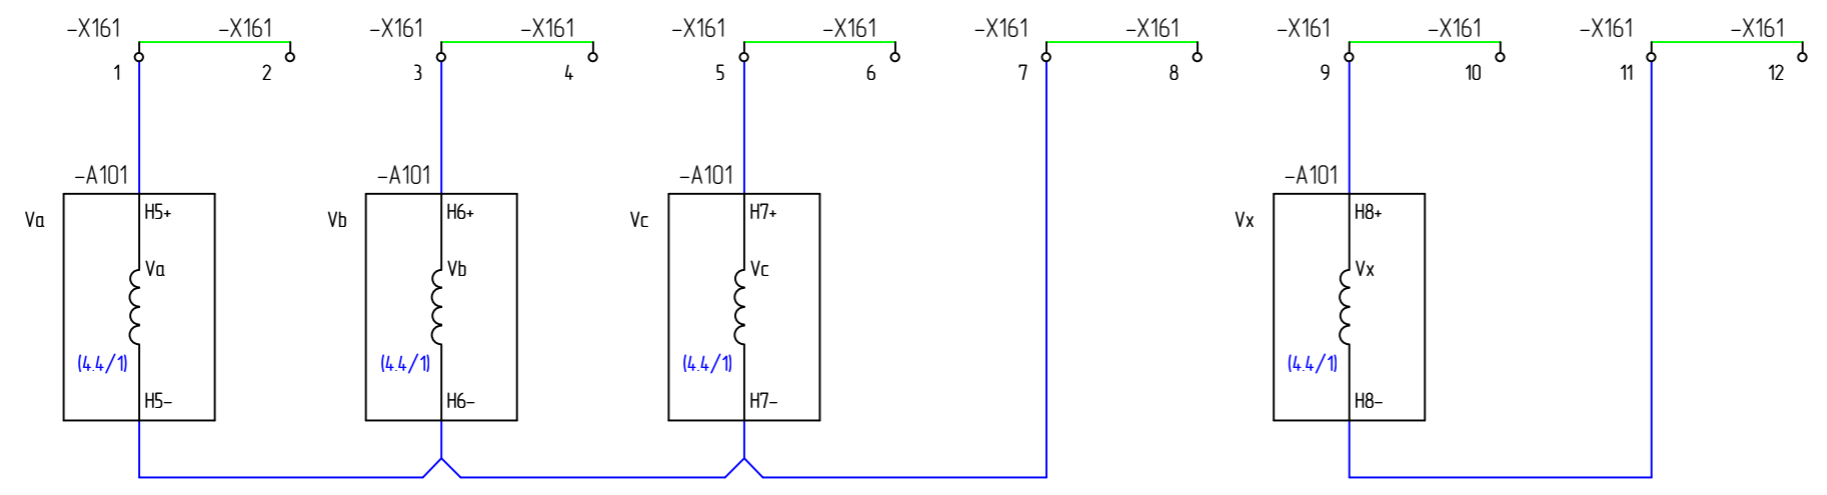 -X161 -X161 -X161 -X161 -X161 -X161 -X161 -X161 -X161 -X161 -X161 -X161
1 2 3 4 5 6 7 8 9 10 11 12
-A101 -A101 -A101 -A101
Va H5+ Vb H6+ Vc H7+ Vx H8+
Va Vb Vc Vx
(4.4/1) (4.4/1) (4.4/1) (4.4/1)
H5- H6- H7- H8-